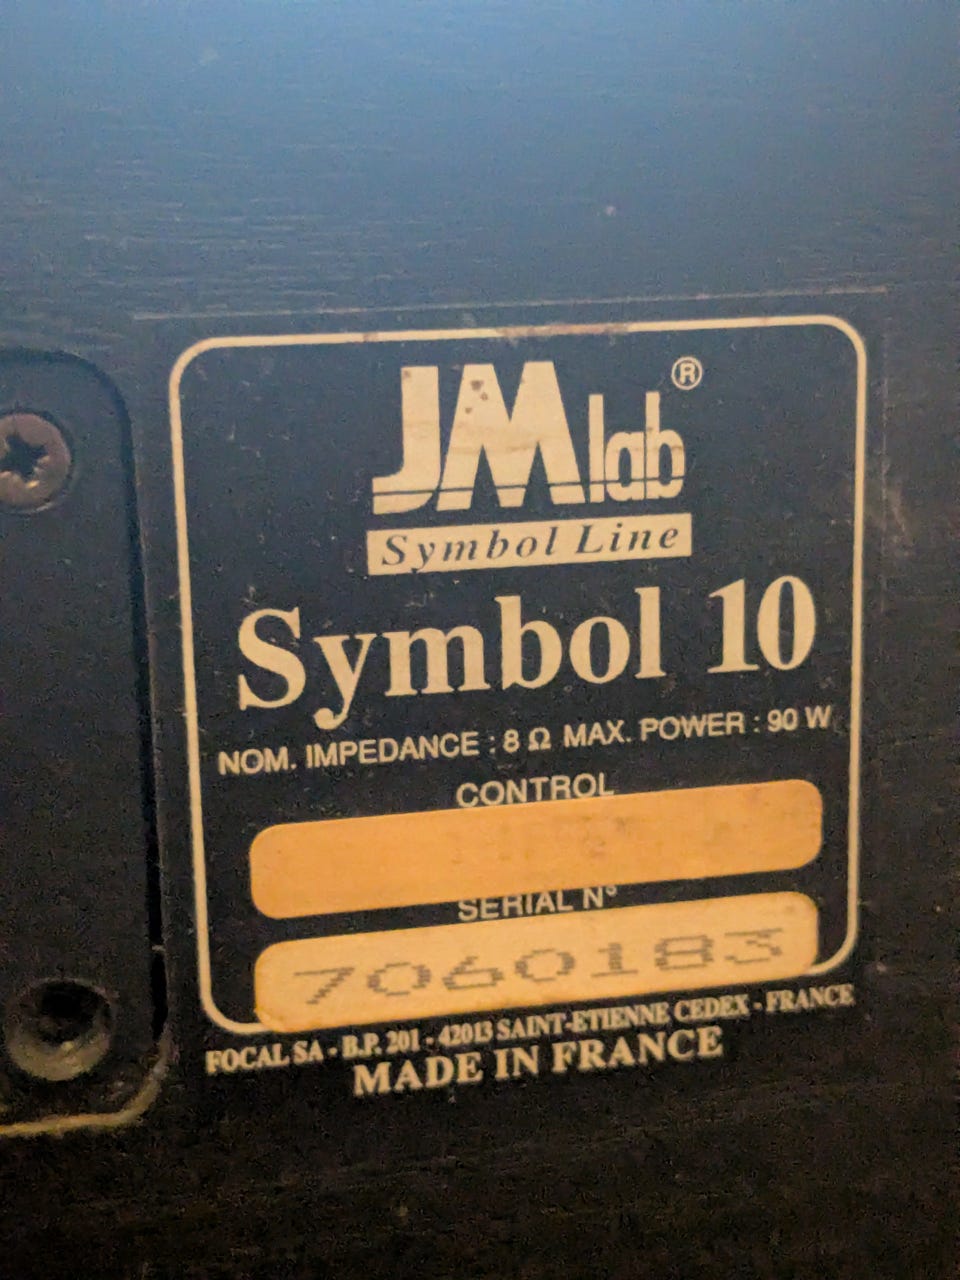 JMlab®
Symbol Line
Symbol 10
NOM. IMPEDANCE : 8 Ω MAX. POWER : 90 W
CONTROL
SERIAL N°
7060183
FOCAL SA - B.P. 201 - 42013 SAINT-ETIENNE CEDEX - FRANCE
MADE IN FRANCE